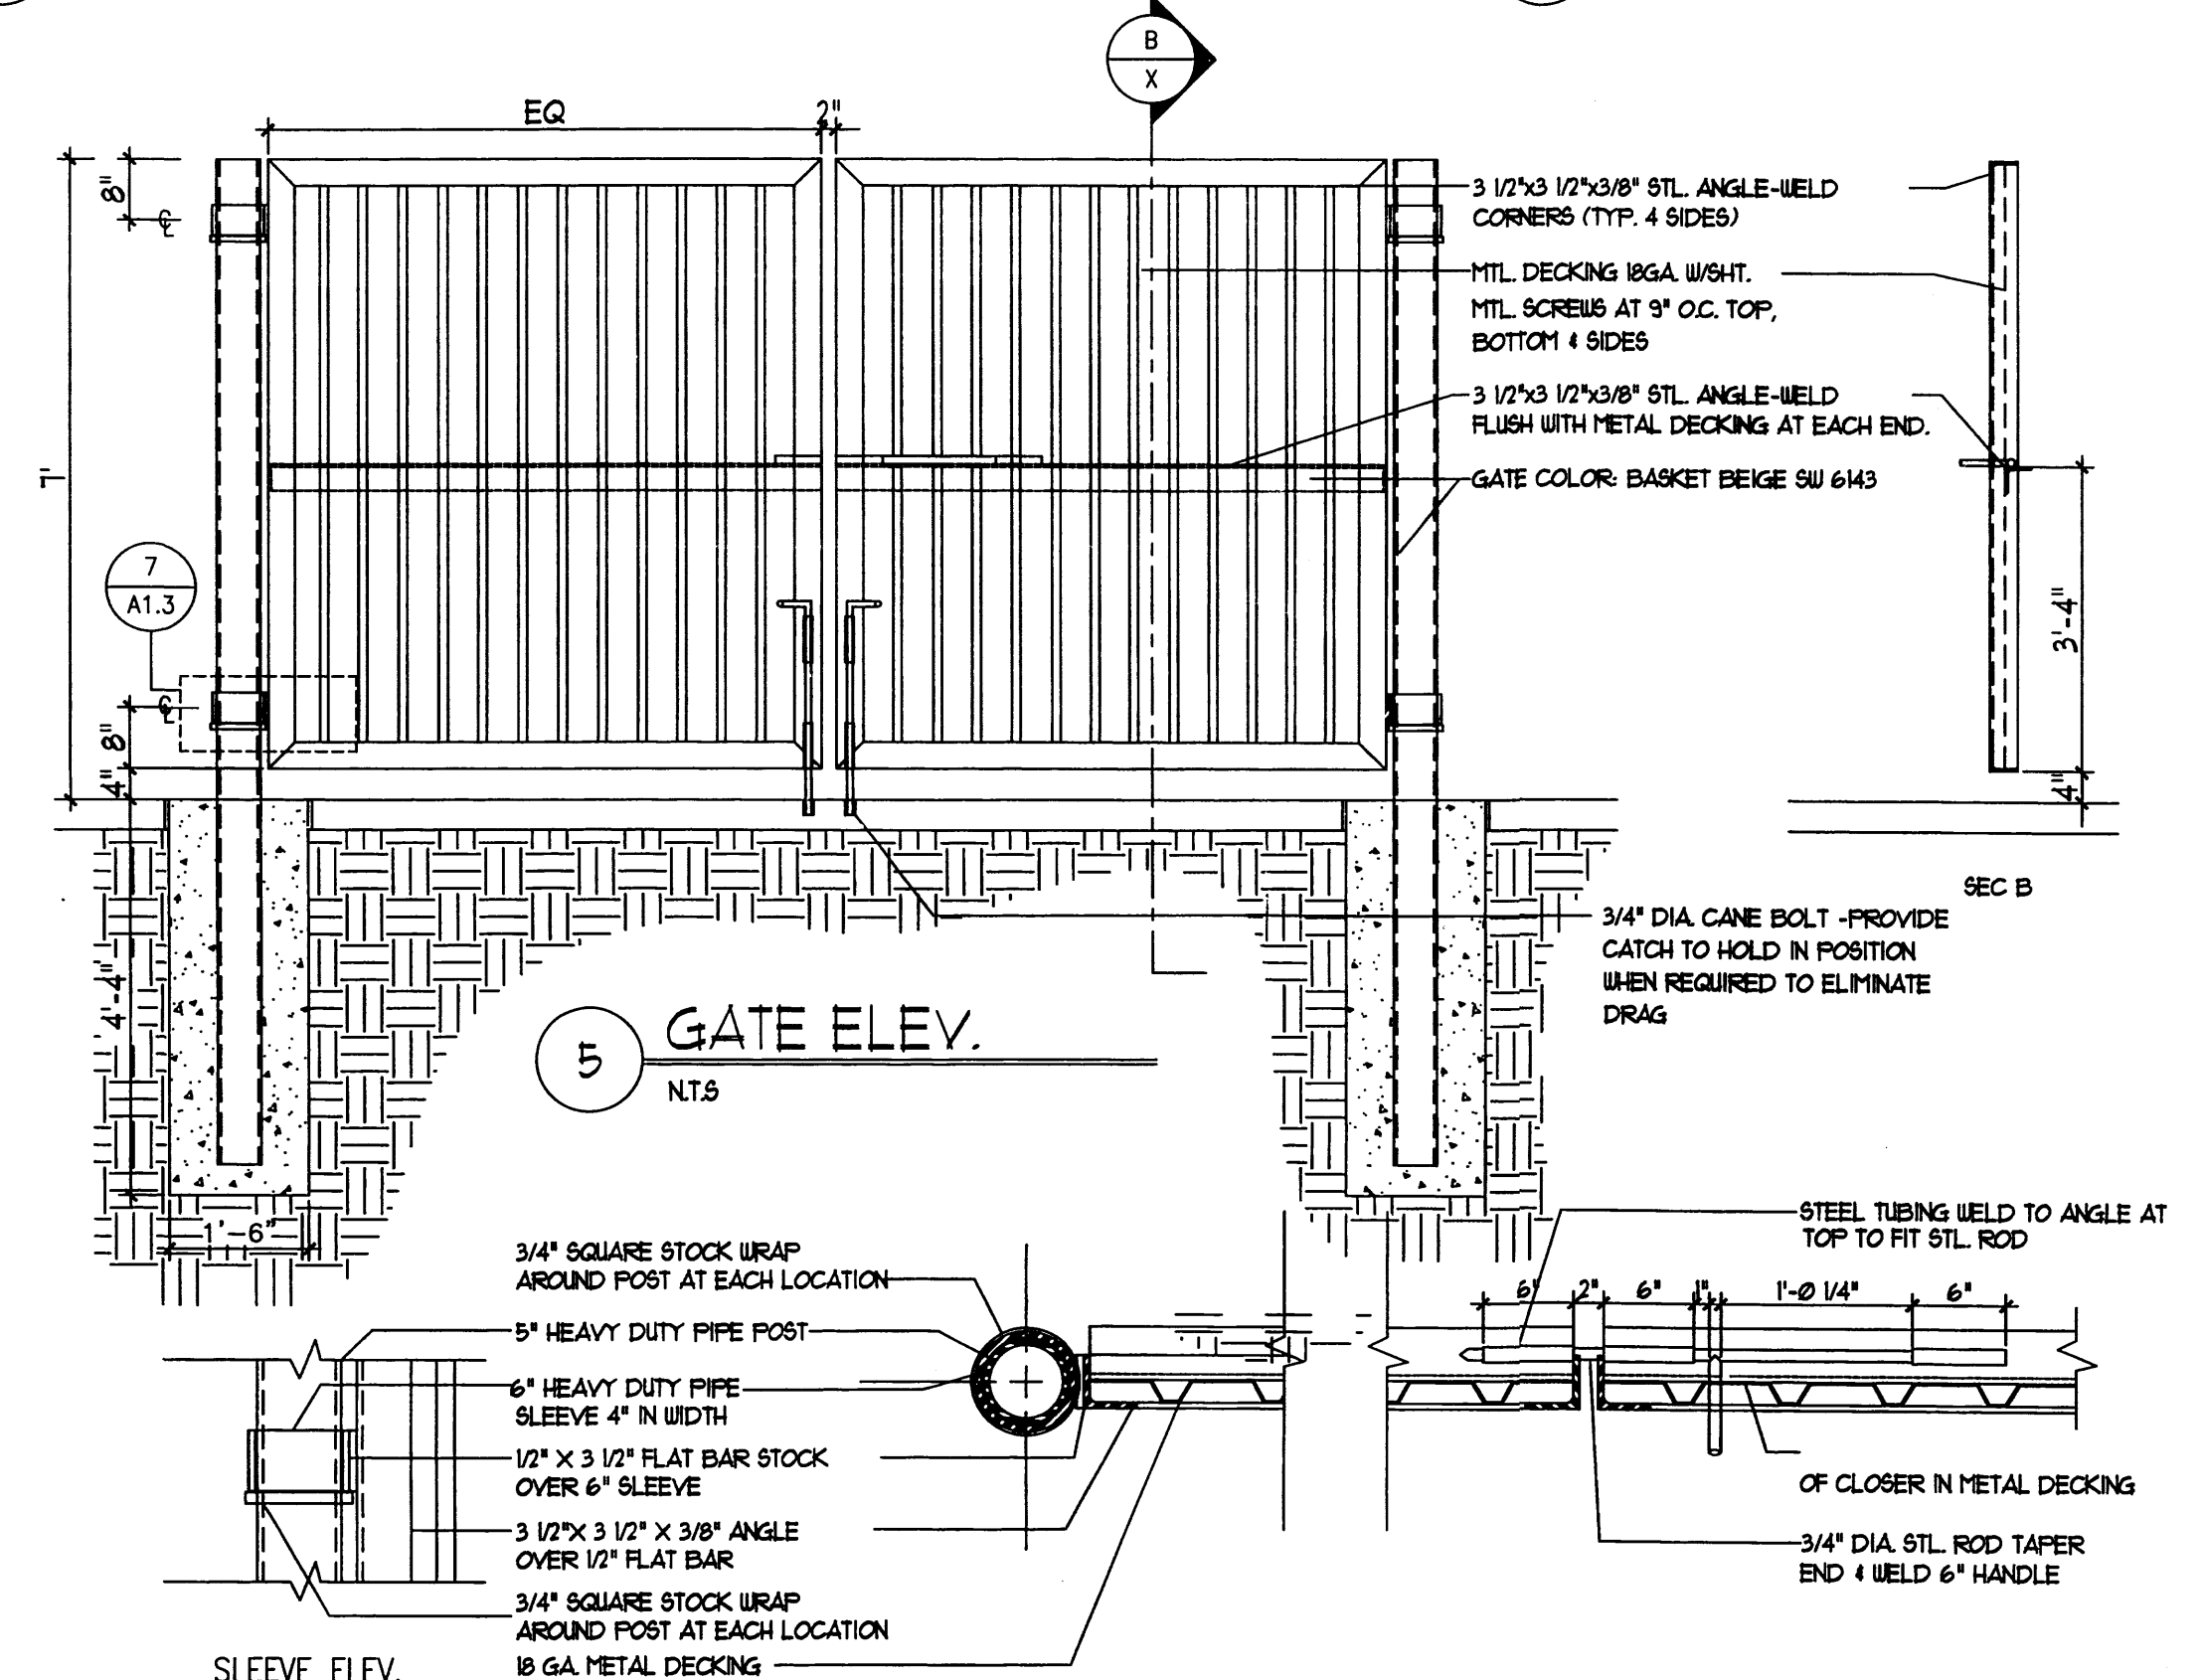 B
X
EQ
2"
8"
℄
3 1/2"x3 1/2"x3/8" STL. ANGLE-WELD
CORNERS (TYP. 4 SIDES)
MTL. DECKING 18GA. W/SHT.
MTL. SCREWS AT 9" O.C. TOP,
BOTTOM & SIDES
3 1/2"x3 1/2"x3/8" STL. ANGLE-WELD
FLUSH WITH METAL DECKING AT EACH END.
GATE COLOR: BASKET BEIGE SW 6143
7
A1.3
3'-4"
℄
8"
4"
4"
SEC B
3/4" DIA. CANE BOLT -PROVIDE
CATCH TO HOLD IN POSITION
WHEN REQUIRED TO ELIMINATE
DRAG
4'-4"
5
GATE ELEV.
N.T.S
1'-6"
STEEL TUBING WELD TO ANGLE AT
TOP TO FIT STL. ROD
3/4" SQUARE STOCK WRAP
AROUND POST AT EACH LOCATION
6" 2" 6" 1" 1'-0 1/4" 6"
5" HEAVY DUTY PIPE POST
6" HEAVY DUTY PIPE
SLEEVE 4" IN WIDTH
1/2" X 3 1/2" FLAT BAR STOCK
OVER 6" SLEEVE
OF CLOSER IN METAL DECKING
3 1/2"X 3 1/2" X 3/8" ANGLE
OVER 1/2" FLAT BAR
3/4" DIA. STL. ROD TAPER
END & WELD 6" HANDLE
3/4" SQUARE STOCK WRAP
AROUND POST AT EACH LOCATION
18 GA. METAL DECKING
SLEEVE ELEV.